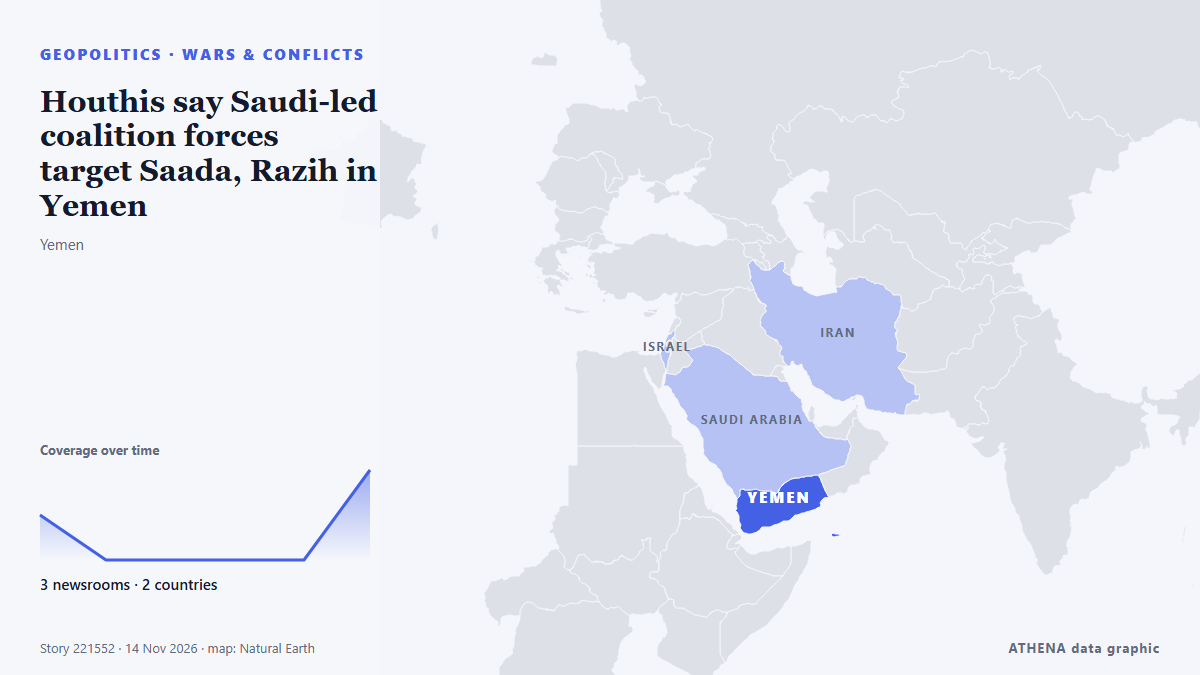 GEOPOLITICS · WARS & CONFLICTS
Houthis say Saudi-led
coalition forces
target Saada, Razih in
Yemen
Yemen
IRAN
ISRAEL
SAUDI ARABIA
YEMEN
Coverage over time
3 newsrooms · 2 countries
Story 221552 · 14 Nov 2026 · map: Natural Earth
ATHENA data graphic